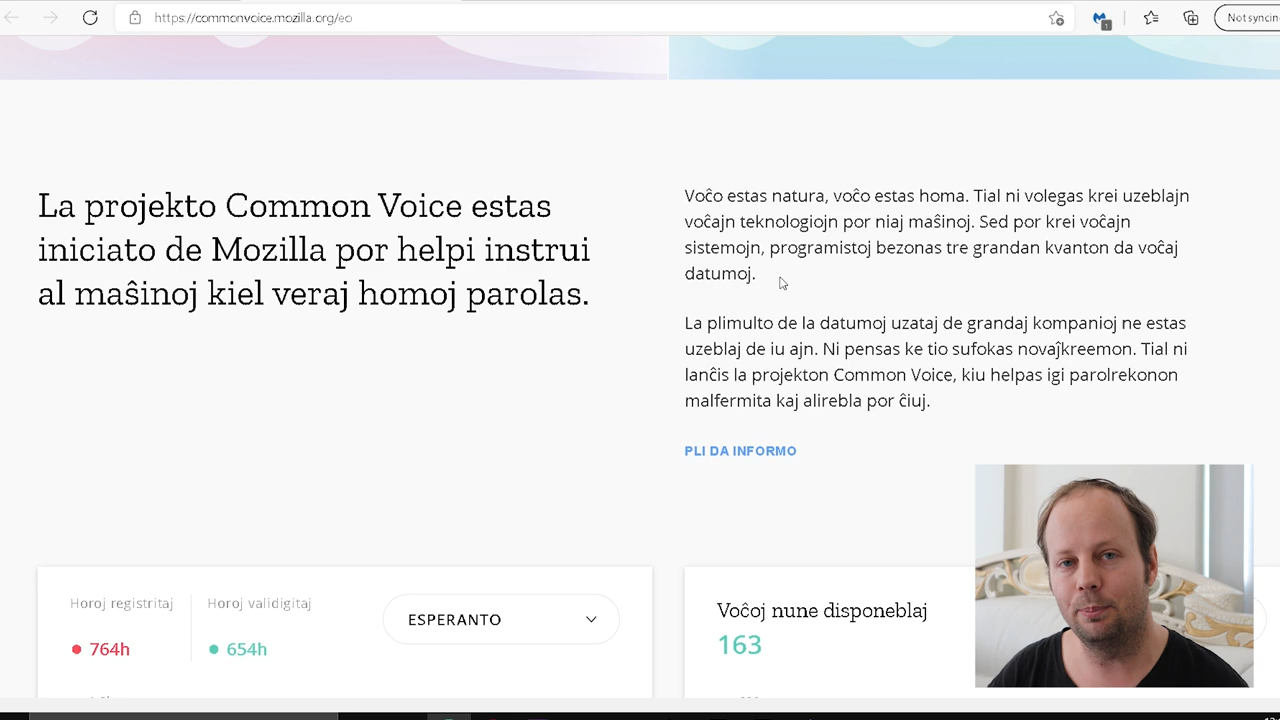 https://commonvoice.mozilla.org/eo
1
Not syncin
La projekto Common Voice estas
iniciato de Mozilla por helpi instrui
al maŝinoj kiel veraj homoj parolas.
Voĉo estas natura, voĉo estas homa. Tial ni volegas krei uzeblajn
voĉajn teknologiojn por niaj maŝinoj. Sed por krei voĉajn
sistemojn, programistoj bezonas tre grandan kvanton da voĉaj
datumoj.
La plimulto de la datumoj uzataj de grandaj kompanioj ne estas
uzeblaj de iu ajn. Ni pensas ke tio sufokas novaĵkreemon. Tial ni
lanĉis la projekton Common Voice, kiu helpas igi parolrekonon
malfermita kaj alirebla por ĉiuj.
PLI DA INFORMO
Horoj registritaj
Horoj validigitaj
764h
654h
ESPERANTO
Voĉoj nune disponeblaj
163